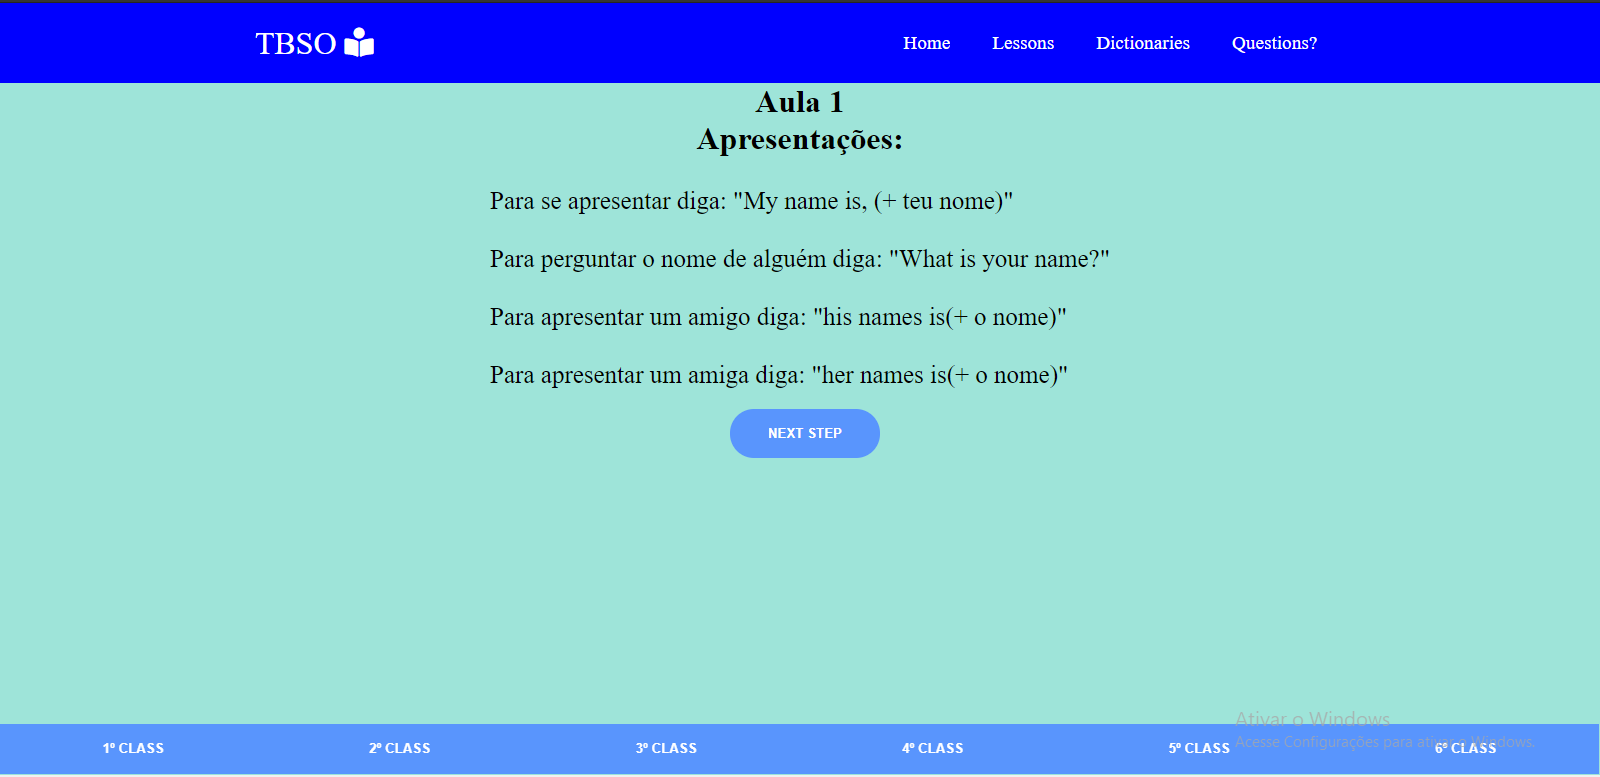 TBSO
Home Lessons Dictionaries Questions?
Aula 1
Apresentações:
Para se apresentar diga: "My name is, (+ teu nome)"
Para perguntar o nome de alguém diga: "What is your name?"
Para apresentar um amigo diga: "his names is(+ o nome)"
Para apresentar um amiga diga: "her names is(+ o nome)"
NEXT STEP
Ativar o Windows
Acesse Configurações para ativar o Windows.
1º CLASS 2º CLASS 3º CLASS 4º CLASS 5º CLASS 6º CLASS